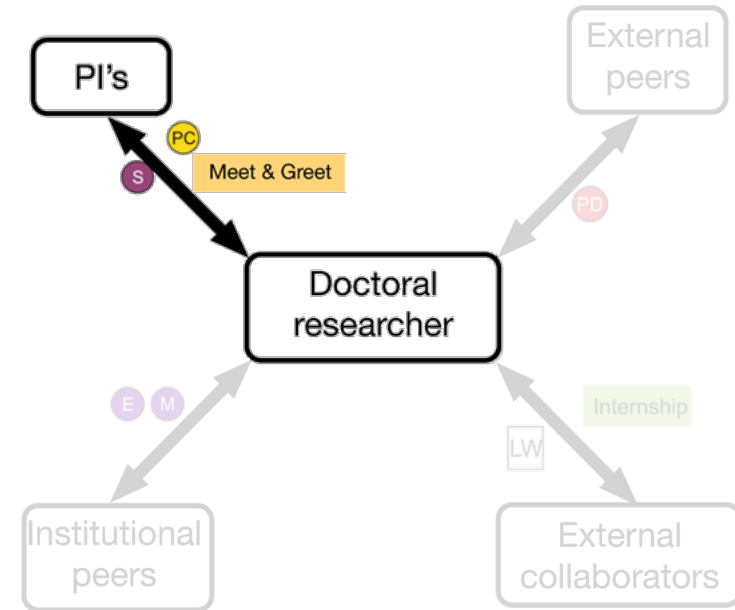 External
peers
PI's
PC
S
Meet & Greet
PD
Doctoral
researcher
E
M
Internship
LW
Institutional
peers
External
collaborators